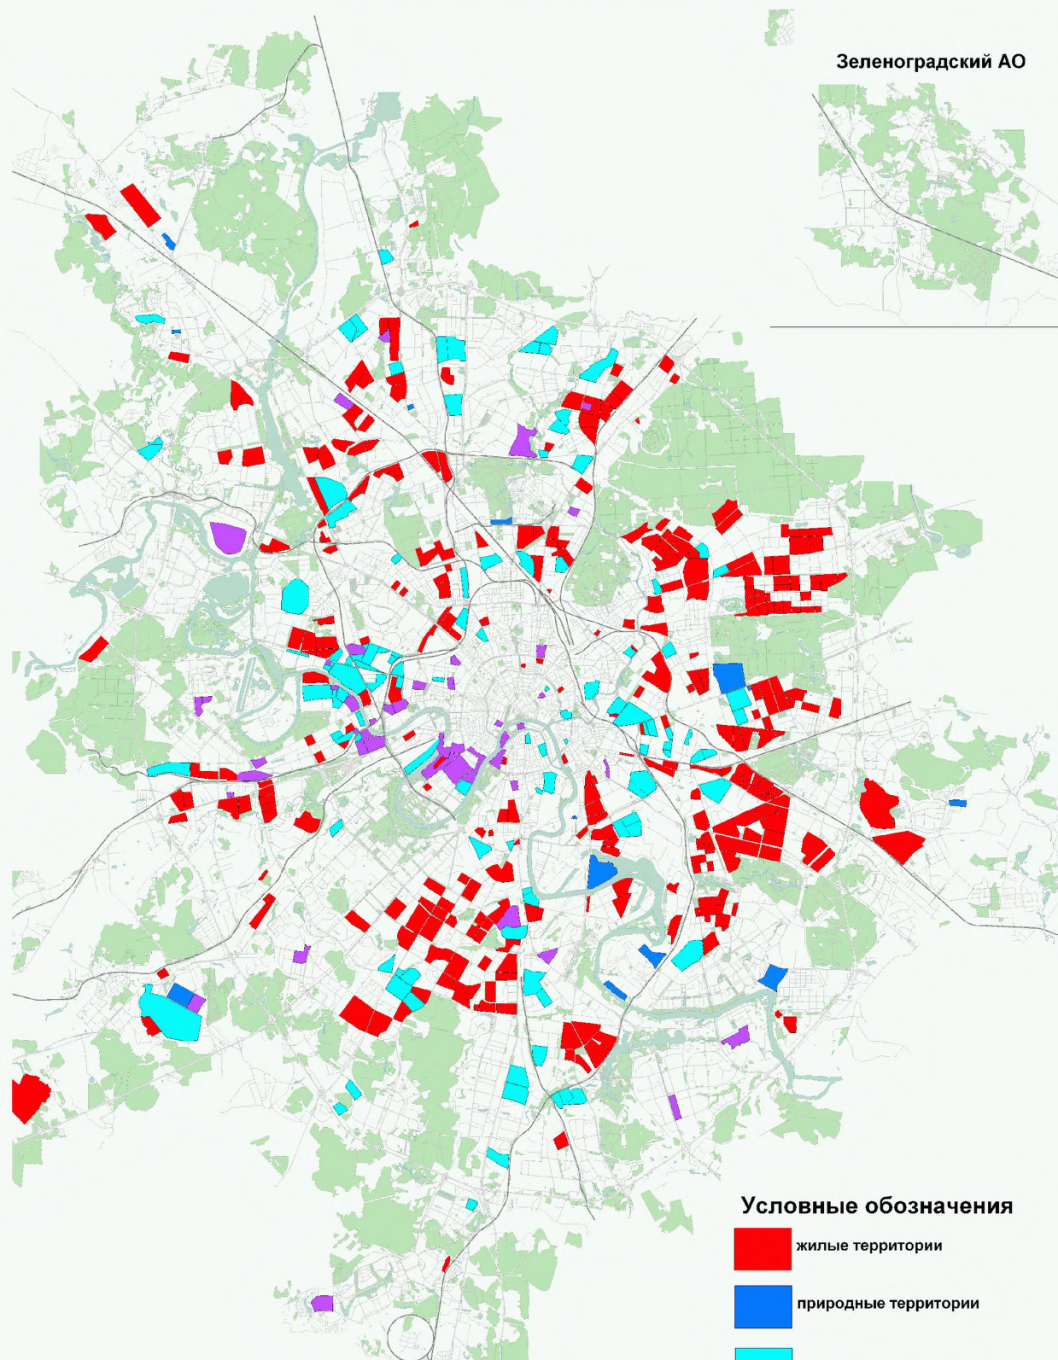 Зеленоградский АО
Условные обозначения
жилые территории
природные территории